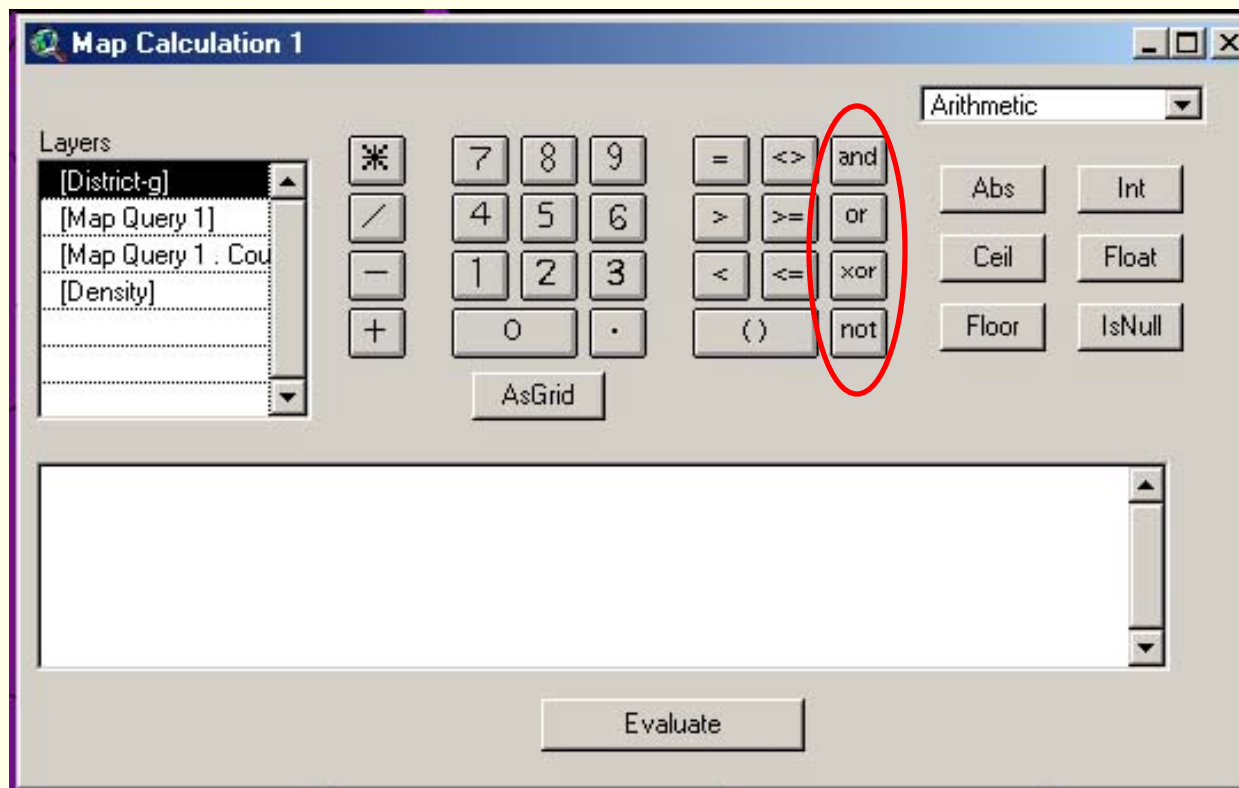 Map Calculation 1
Arithmetic
Layers
[District-g]
[Map Query 1]
[Map Query 1 . Cou
[Density]
* 7 8 9 = <> and
/ 4 5 6 > >= or
- 1 2 3 < <= xor
+ 0 . ( ) not
AsGrid
Abs Int
Ceil Float
Floor IsNull
Evaluate